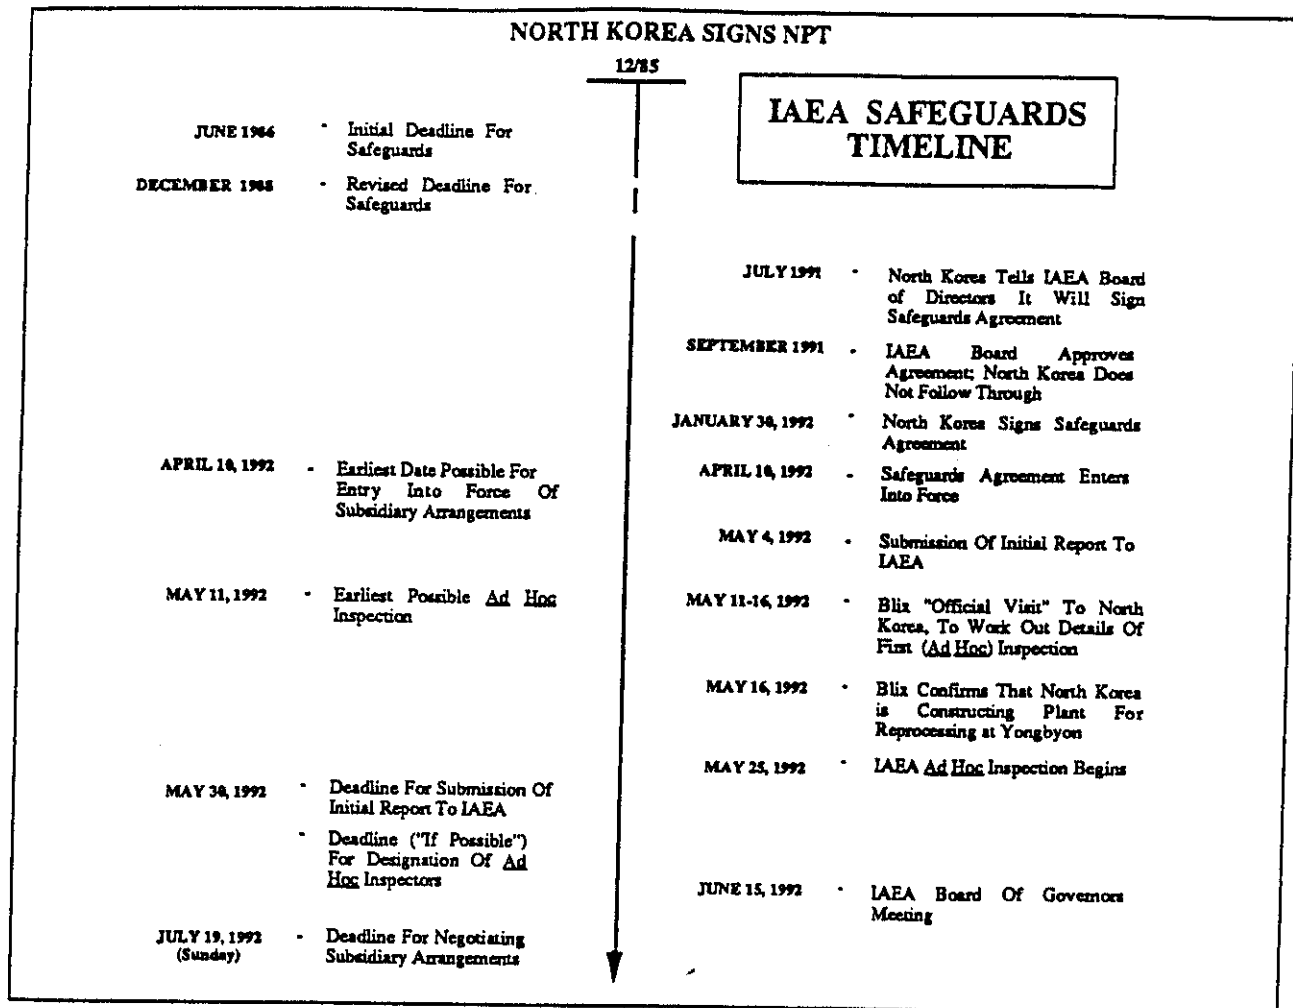 NORTH KOREA SIGNS NPT
12/85
IAEA SAFEGUARDS
TIMELINE
JUNE 1986 - Initial Deadline For
Safeguards
DECEMBER 1988 - Revised Deadline For
Safeguards
APRIL 10, 1992 - Earliest Date Possible For
Entry Into Force Of
Subsidiary Arrangements
MAY 11, 1992 - Earliest Possible Ad Hoc
Inspection
MAY 30, 1992 - Deadline For Submission Of
Initial Report To IAEA
- Deadline ("If Possible")
For Designation Of Ad
Hoc Inspectors
JULY 19, 1992 - Deadline For Negotiating
(Sunday) Subsidiary Arrangements
JULY 1991 - North Korea Tells IAEA Board
of Directors It Will Sign
Safeguards Agreement
SEPTEMBER 1991 - IAEA Board Approves
Agreement; North Korea Does
Not Follow Through
JANUARY 30, 1992 - North Korea Signs Safeguards
Agreement
APRIL 10, 1992 - Safeguards Agreement Enters
Into Force
MAY 4, 1992 - Submission Of Initial Report To
IAEA
MAY 11-16, 1992 - Blix "Official Visit" To North
Korea, To Work Out Details Of
First (Ad Hoc) Inspection
MAY 16, 1992 - Blix Confirms That North Korea
is Constructing Plant For
Reprocessing at Yongbyon
MAY 25, 1992 - IAEA Ad Hoc Inspection Begins
JUNE 15, 1992 - IAEA Board Of Governors
Meeting